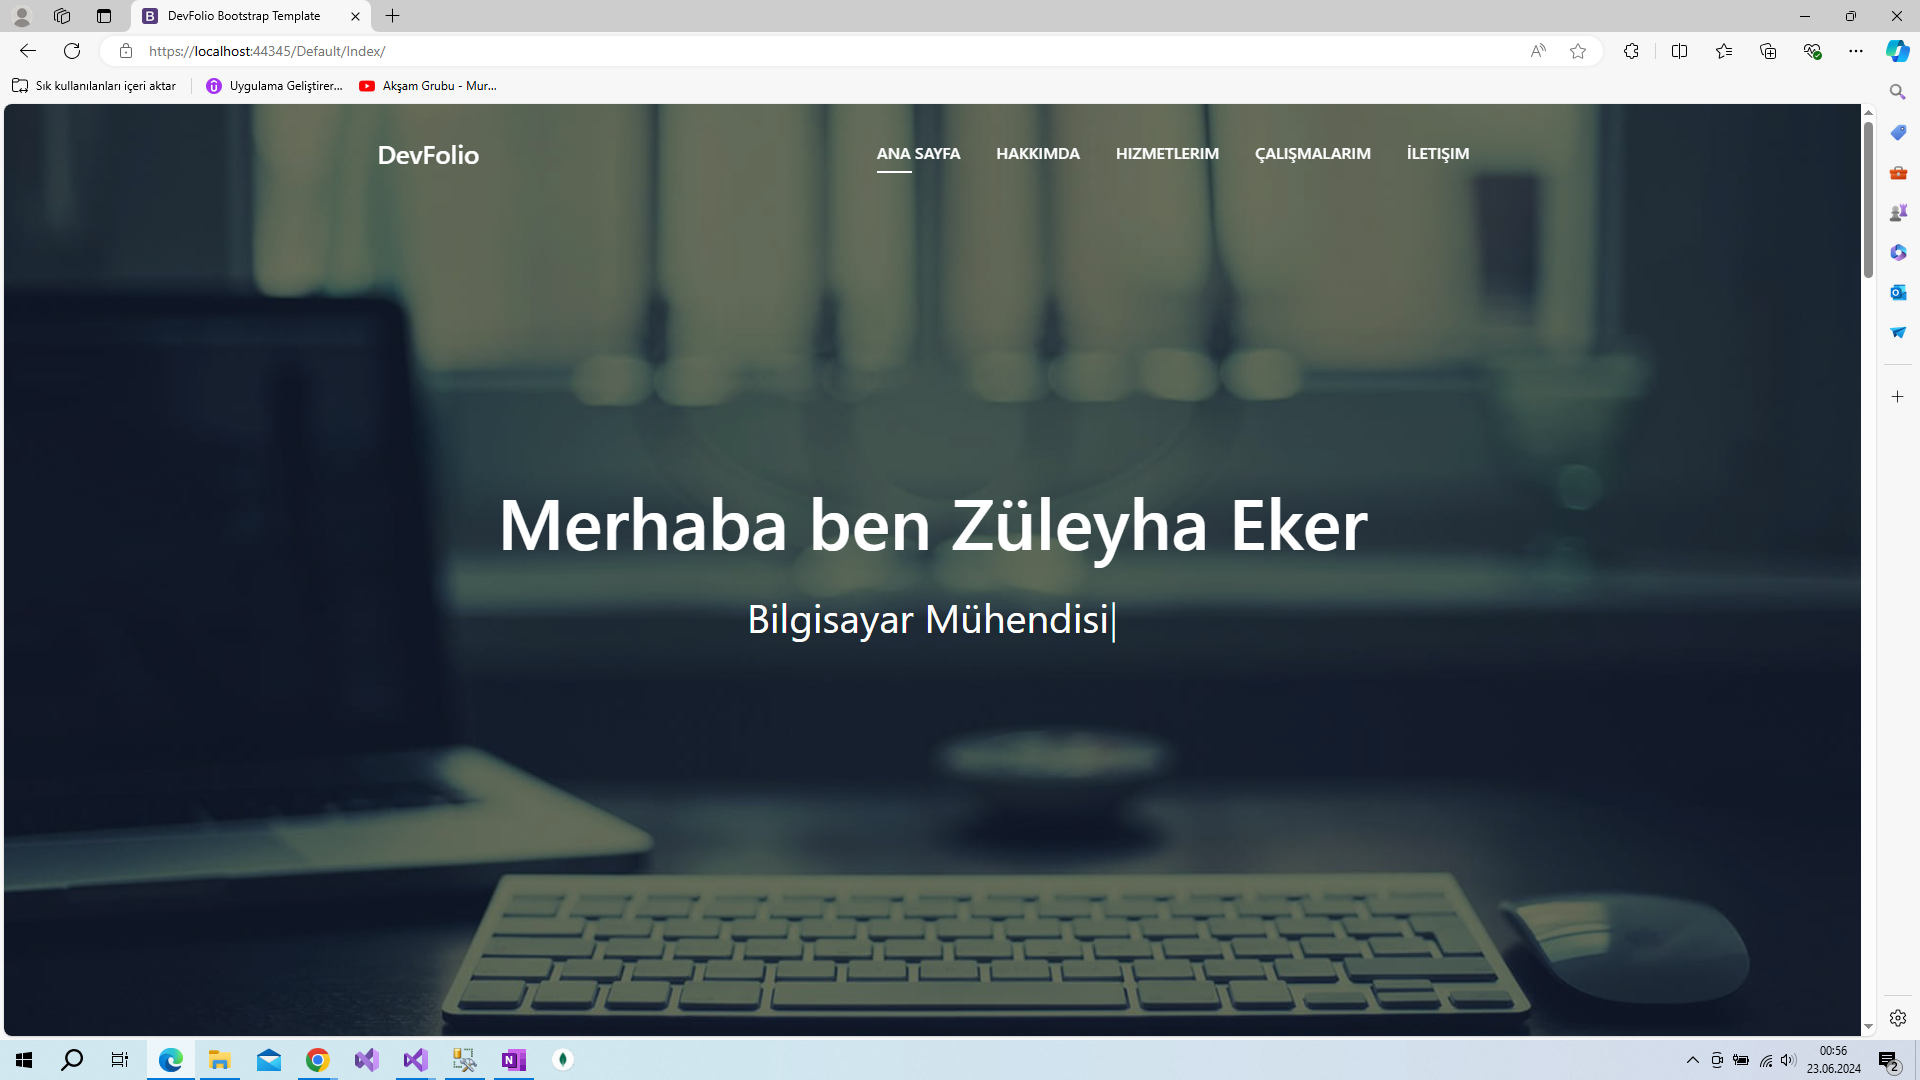 DevFolio Bootstrap Template
https://localhost:44345/Default/Index/
Sık kullanılanları içeri aktar
Uygulama Geliştirer...
Akşam Grubu - Mur...
DevFolio
ANA SAYFA
HAKKIMDA
HIZMETLERIM
ÇALIŞMALARIM
İLETIŞIM
Merhaba ben Züleyha Eker
Bilgisayar Mühendisi
00:56
23.06.2024
2